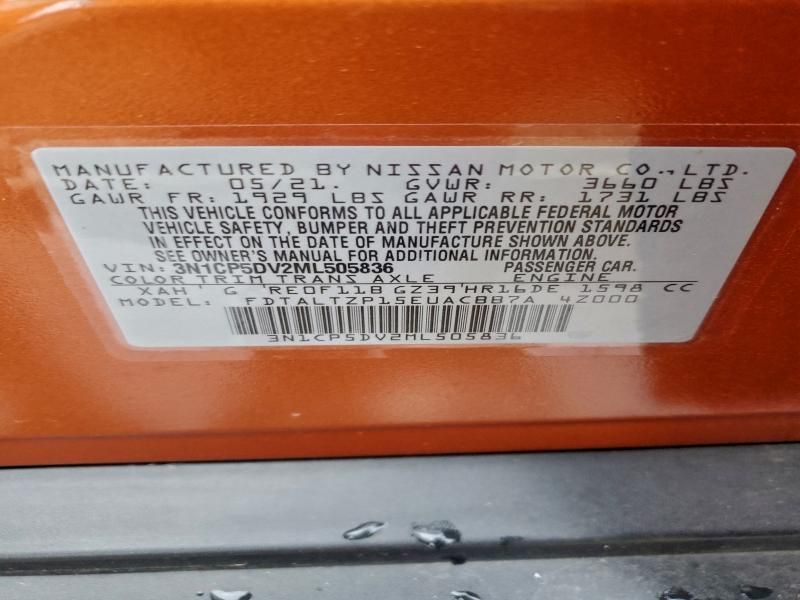 MANUFACTURED BY NISSAN MOTOR CO., LTD.
DATE: 05/21. GVWR: 3660 LBS
GAWR FR: 1929 LBS GAWR RR: 1731 LBS
THIS VEHICLE CONFORMS TO ALL APPLICABLE FEDERAL MOTOR
VEHICLE SAFETY, BUMPER AND THEFT PREVENTION STANDARDS
IN EFFECT ON THE DATE OF MANUFACTURE SHOWN ABOVE.
SEE OWNER'S MANUAL FOR ADDITIONAL INFORMATION.
VIN: 3N1CP5DV2ML505836 PASSENGER CAR.
COLOR TRIM TRANS AXLE ENGINE
XAH G RE0F11B GZ39 HR16DE 1598 CC
MODEL: FDTALTZP15EUACBB7A 4Z000
3N1CP5DV2ML505836